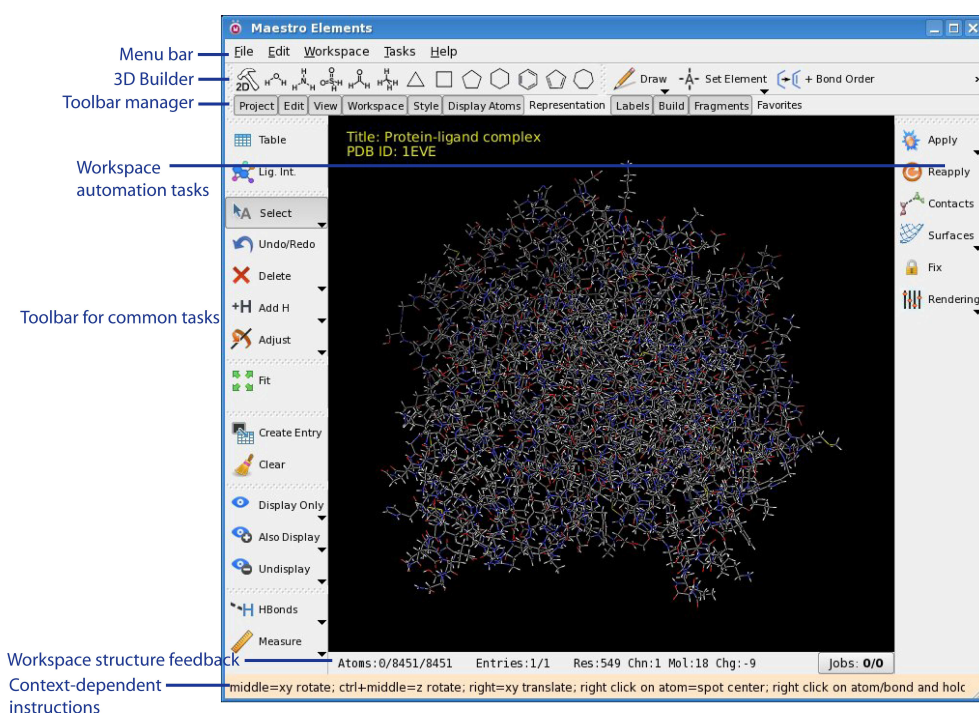 Maestro Elements
Menu bar
File Edit Workspace Tasks Help
3D Builder
2D
Draw -A- Set Element + Bond Order
Toolbar manager
Project Edit View Workspace Style Display Atoms Representation Labels Build Fragments Favorites
Title: Protein-ligand complex
PDB ID: 1EVE
Table
Workspace
automation tasks
Lig. Int.
Select
Undo/Redo
Delete
Toolbar for common tasks
+H Add H
Adjust
Fit
Create Entry
Clear
Display Only
Also Display
Undisplay
H HBonds
Measure
Apply
Reapply
Contacts
Surfaces
Fix
Rendering
Workspace structure feedback
Atoms:0/8451/8451 Entries:1/1 Res:549 Chn:1 Mol:18 Chg:-9 Jobs: 0/0
Context-dependent
instructions
middle=xy rotate; ctrl+middle=z rotate; right=xy translate; right click on atom=spot center; right click on atom/bond and hold